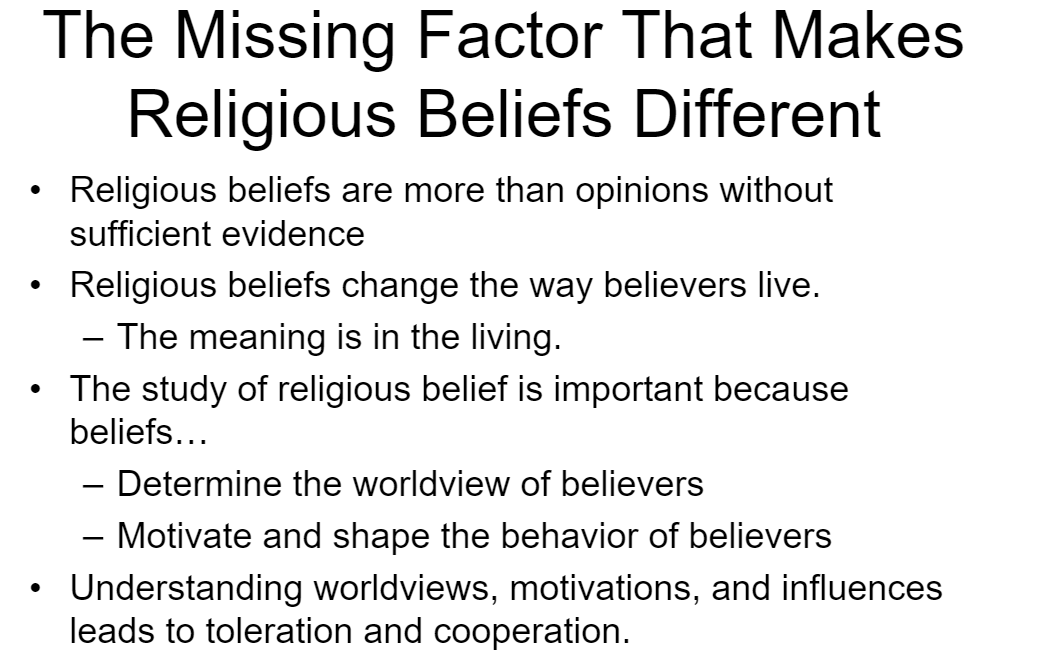 The Missing Factor That Makes
Religious Beliefs Different
• Religious beliefs are more than opinions without
sufficient evidence
• Religious beliefs change the way believers live.
– The meaning is in the living.
• The study of religious belief is important because
beliefs…
– Determine the worldview of believers
– Motivate and shape the behavior of believers
• Understanding worldviews, motivations, and influences
leads to toleration and cooperation.